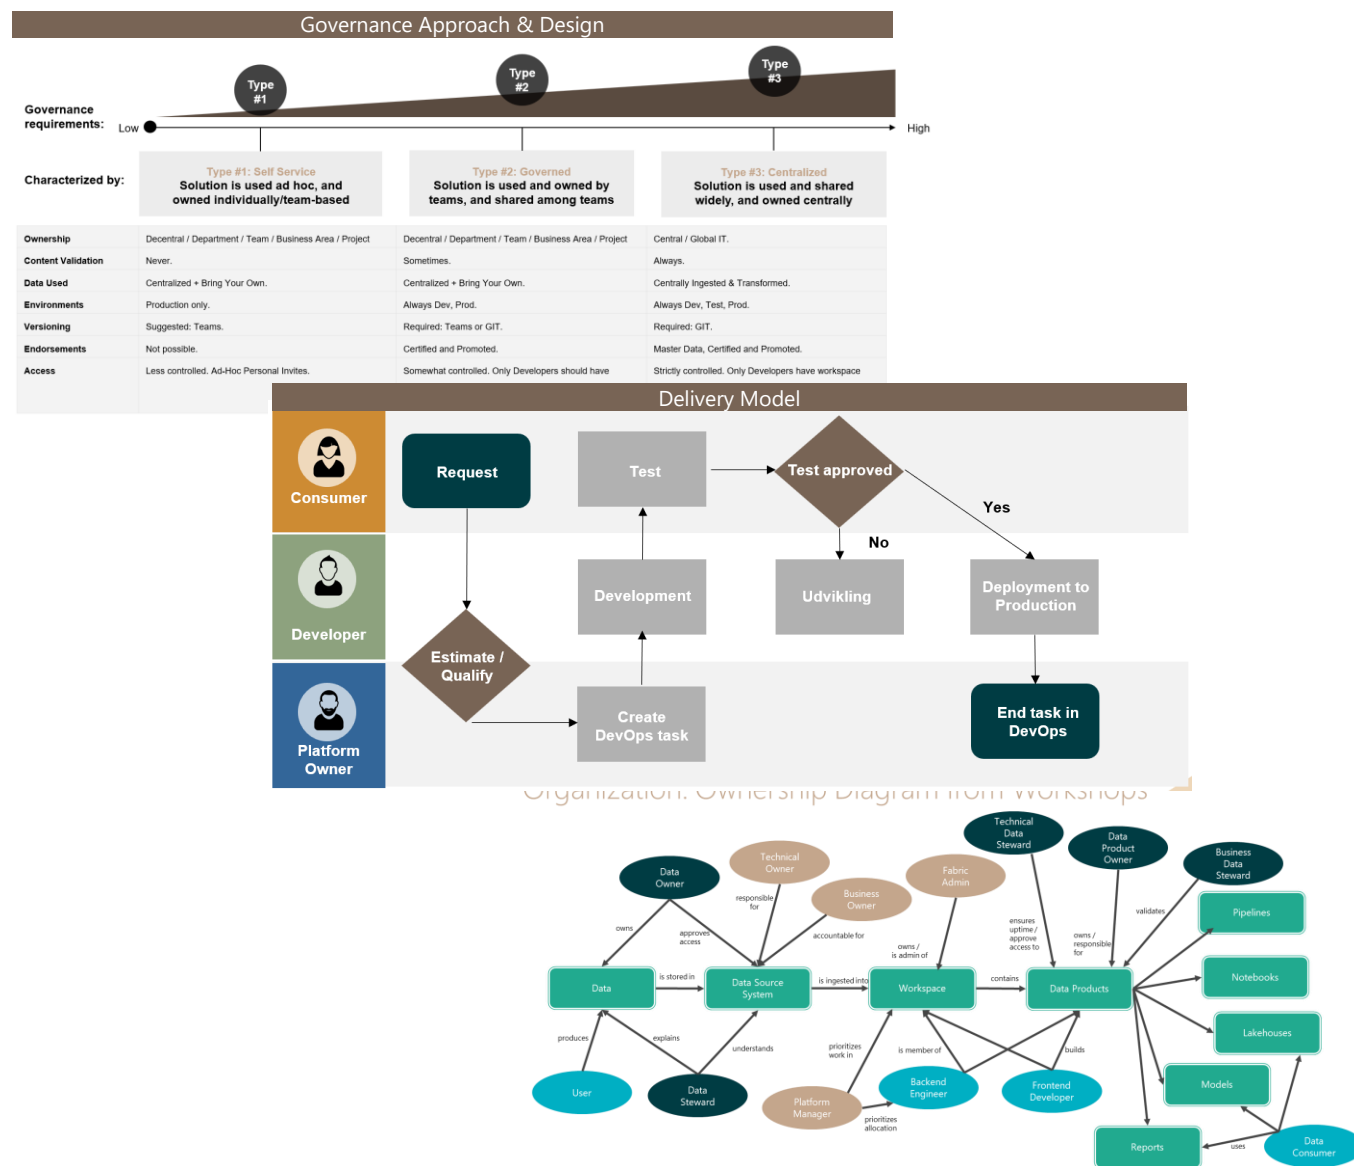 Governance Approach & Design
Type
#1
Type
#2
Type
#3
Governance
requirements:
Low
High
Characterized by:
Type #1: Self Service
Solution is used ad hoc, and
owned individually/team-based
Type #2: Governed
Solution is used and owned by
teams, and shared among teams
Type #3: Centralized
Solution is used and shared
widely, and owned centrally
Ownership Decentral / Department / Team / Business Area / Project Decentral / Department / Team / Business Area / Project Central / Global IT.
Content Validation Never. Sometimes. Always.
Data Used Centralized + Bring Your Own. Centralized + Bring Your Own. Centrally Ingested & Transformed.
Environments Production only. Always Dev, Prod. Always Dev, Test, Prod.
Versioning Suggested: Teams. Required: Teams or GIT. Required: GIT.
Endorsements Not possible. Certified and Promoted. Master Data, Certified and Promoted.
Access Less controlled. Ad-Hoc Personal Invites. Somewhat controlled. Only Developers should have Strictly controlled. Only Developers have workspace
Delivery Model
Consumer
Request
Test
Test approved
Yes
No
Developer
Development
Udvikling
Deployment to
Production
Estimate /
Qualify
Platform
Owner
Create
DevOps task
End task in
DevOps
Organization: Ownership Diagram from Workshops
Technical
Data
Steward
Data
Product
Owner
Business
Data
Steward
Data
Owner
Technical
Owner
Business
Owner
Fabric
Admin
Pipelines
owns
approves
access
responsible
for
accountable for
owns /
is admin of
ensures
uptime /
approve
access to
owns /
responsible
for
validates
Data
is stored in
Data Source
System
is ingested into
Workspace
contains
Data Products
Notebooks
Lakehouses
Models
Reports
produces
explains
understands
prioritizes
work in
is member of
builds
User
Data
Steward
Platform
Manager
prioritizes
allocation
Backend
Engineer
Frontend
Developer
uses
Data
Consumer